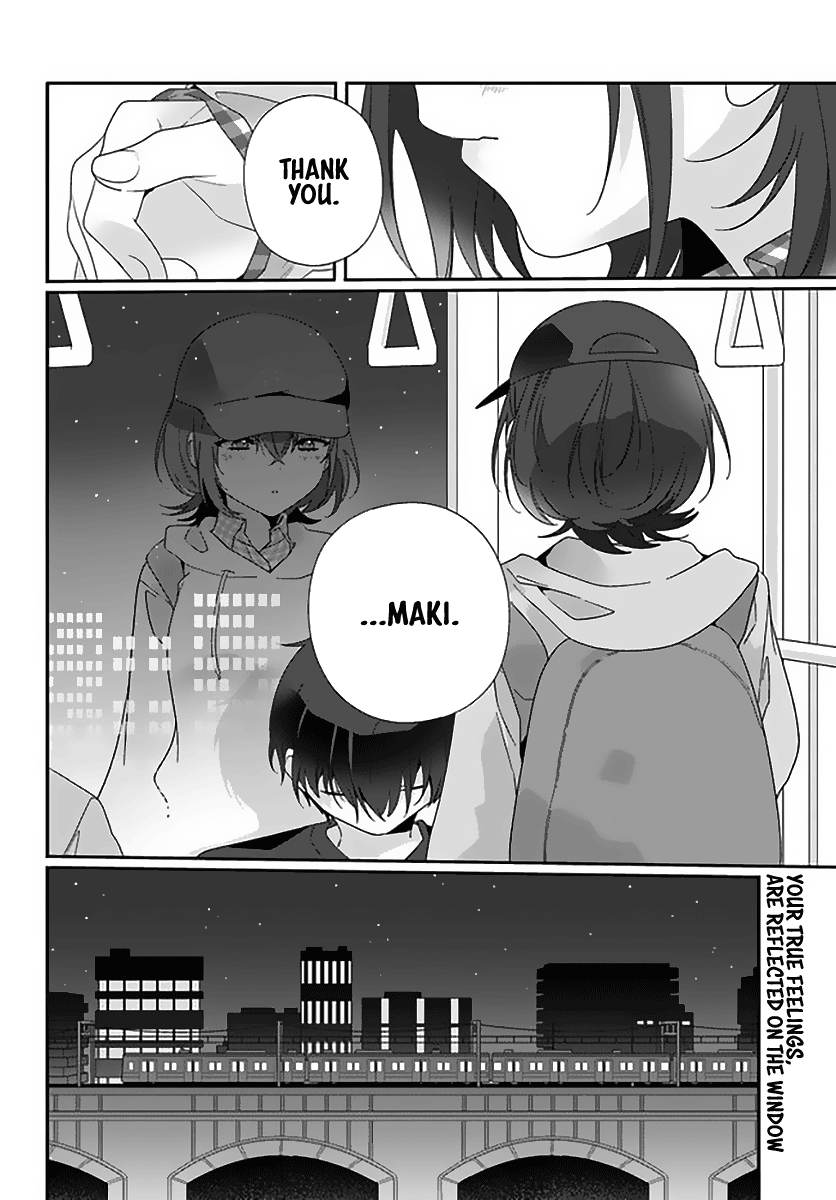 THANK
YOU.
...MAKI.
YOUR TRUE FEELINGS,
ARE REFLECTED ON THE WINDOW